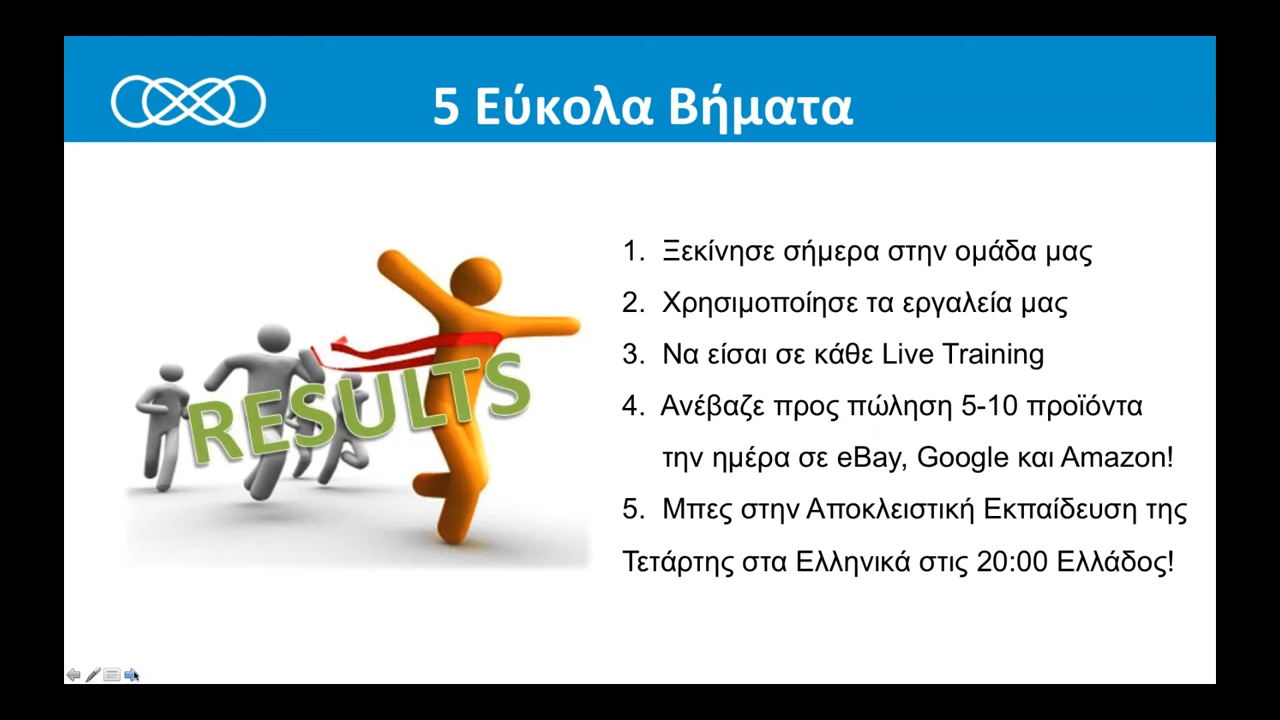 5 Εύκολα Βήματα
RESULTS
1. Ξεκίνησε σήμερα στην ομάδα μας
2. Χρησιμοποίησε τα εργαλεία μας
3. Να είσαι σε κάθε Live Training
4. Ανέβαζε προς πώληση 5-10 προϊόντα
την ημέρα σε eBay, Google και Amazon!
5. Μπες στην Αποκλειστική Εκπαίδευση της
Τετάρτης στα Ελληνικά στις 20:00 Ελλάδος!